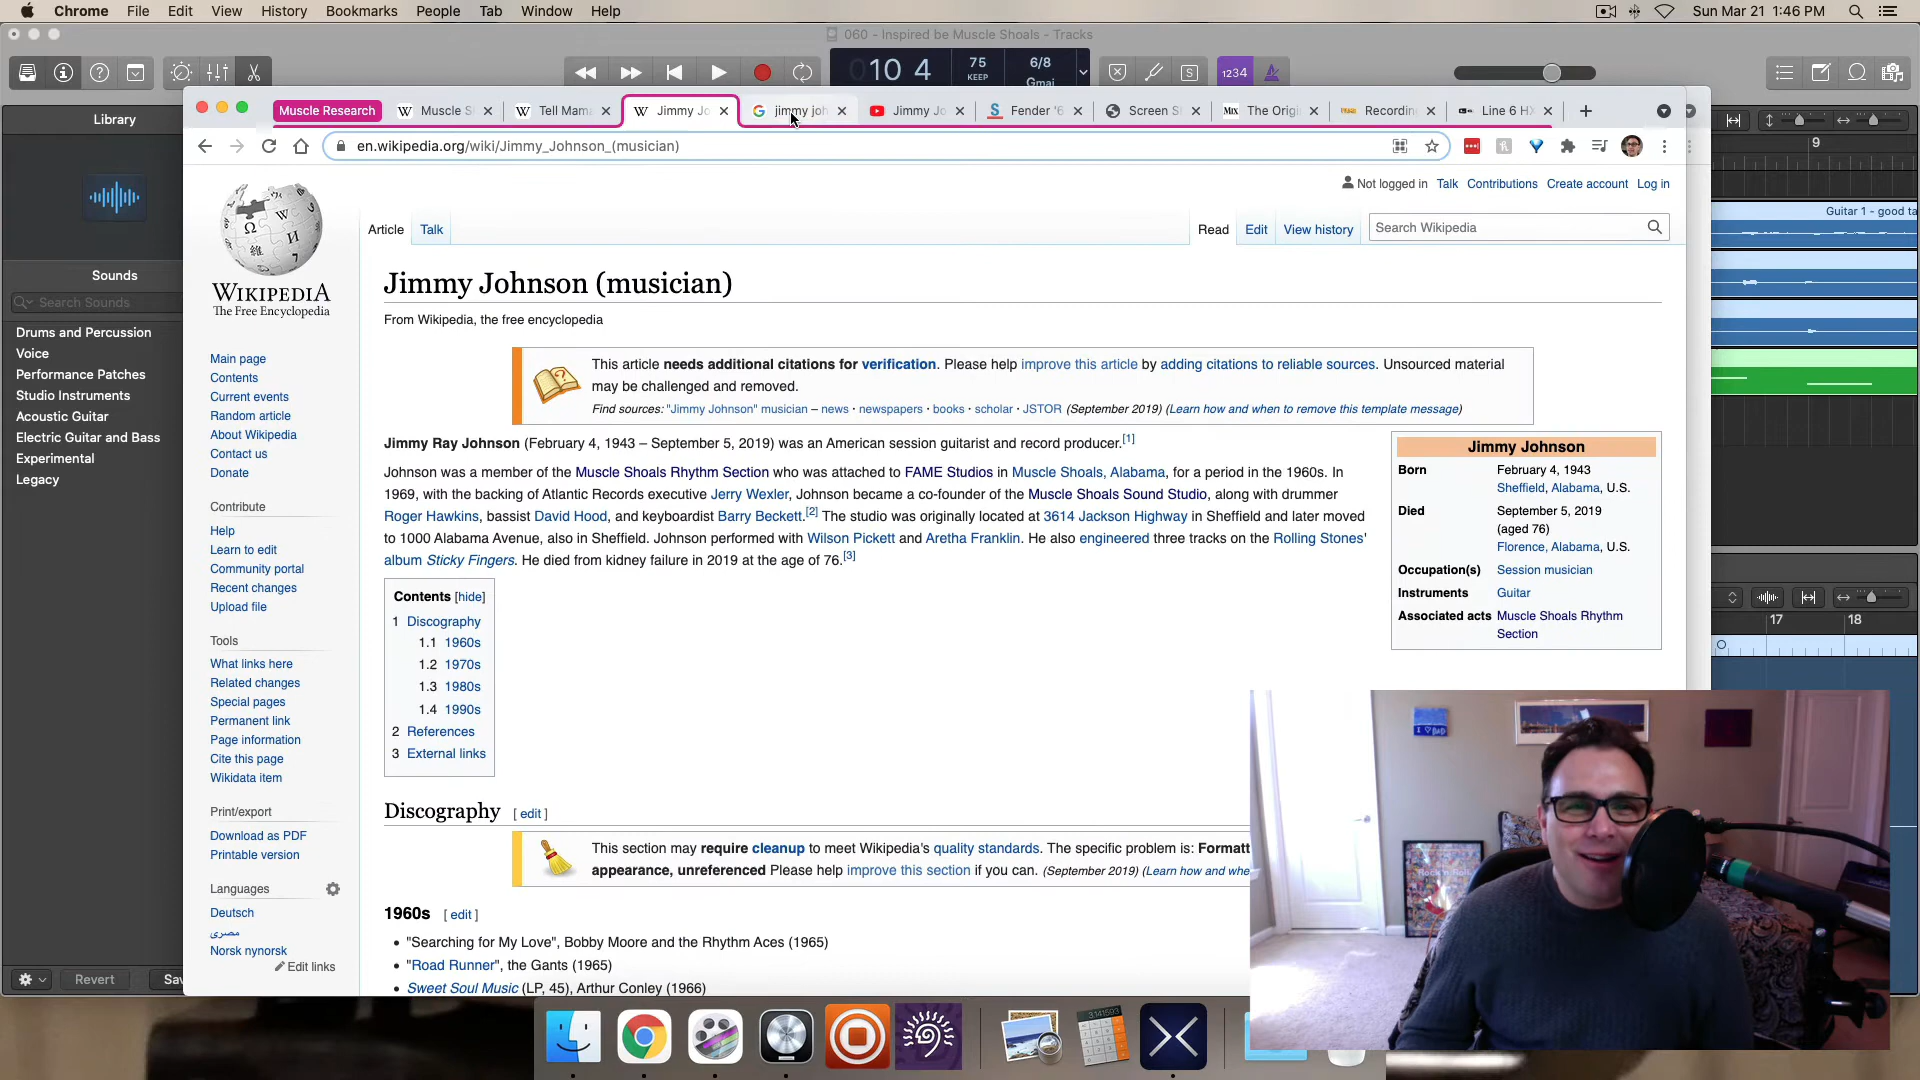 Chrome File Edit View History Bookmarks People Tab Window Help Sun Mar 21 1:46 PM
060 - Inspired be Muscle Shoals - Tracks
10 4 75 KEEP 6/8 Gmaj 1234
Muscle Research Muscle S Tell Mam Jimmy Jo jimmy joh Jimmy Jo Fender '6 Screen S MIX The Origi Recordin Line 6 HX
Library
en.wikipedia.org/wiki/Jimmy_Johnson_(musician)
9
Not logged in Talk Contributions Create account Log in
Guitar 1 - good ta
Article Talk Read Edit View history Search Wikipedia
Sounds
Search Sounds
Drums and Percussion
Voice
Performance Patches
Studio Instruments
Acoustic Guitar
Electric Guitar and Bass
Experimental
Legacy
WIKIPEDIA
The Free Encyclopedia
Main page
Contents
Current events
Random article
About Wikipedia
Contact us
Donate
Contribute
Help
Learn to edit
Community portal
Recent changes
Upload file
Tools
What links here
Related changes
Special pages
Permanent link
Page information
Cite this page
Wikidata item
Print/export
Download as PDF
Printable version
Languages
Deutsch
مصرى
Norsk nynorsk
Edit links
Jimmy Johnson (musician)
From Wikipedia, the free encyclopedia
This article needs additional citations for verification. Please help improve this article by adding citations to reliable sources. Unsourced material
may be challenged and removed.
Find sources: "Jimmy Johnson" musician – news · newspapers · books · scholar · JSTOR (September 2019) (Learn how and when to remove this template message)
Jimmy Ray Johnson (February 4, 1943 – September 5, 2019) was an American session guitarist and record producer.[1]
Johnson was a member of the Muscle Shoals Rhythm Section who was attached to FAME Studios in Muscle Shoals, Alabama, for a period in the 1960s. In
1969, with the backing of Atlantic Records executive Jerry Wexler, Johnson became a co-founder of the Muscle Shoals Sound Studio, along with drummer
Roger Hawkins, bassist David Hood, and keyboardist Barry Beckett.[2] The studio was originally located at 3614 Jackson Highway in Sheffield and later moved
to 1000 Alabama Avenue, also in Sheffield. Johnson performed with Wilson Pickett and Aretha Franklin. He also engineered three tracks on the Rolling Stones'
album Sticky Fingers. He died from kidney failure in 2019 at the age of 76.[3]
Jimmy Johnson
Born February 4, 1943
Sheffield, Alabama, U.S.
Died September 5, 2019
(aged 76)
Florence, Alabama, U.S.
Occupation(s) Session musician
Instruments Guitar
Associated acts Muscle Shoals Rhythm
Section
Contents [hide]
1 Discography
1.1 1960s
1.2 1970s
1.3 1980s
1.4 1990s
2 References
3 External links
17 18
Discography [ edit ]
This section may require cleanup to meet Wikipedia's quality standards. The specific problem is: Formatt
appearance, unreferenced Please help improve this section if you can. (September 2019) (Learn how and whe
1960s [ edit ]
• "Searching for My Love", Bobby Moore and the Rhythm Aces (1965)
• "Road Runner", the Gants (1965)
• Sweet Soul Music (LP, 45), Arthur Conley (1966)
Revert Sav
3.141593